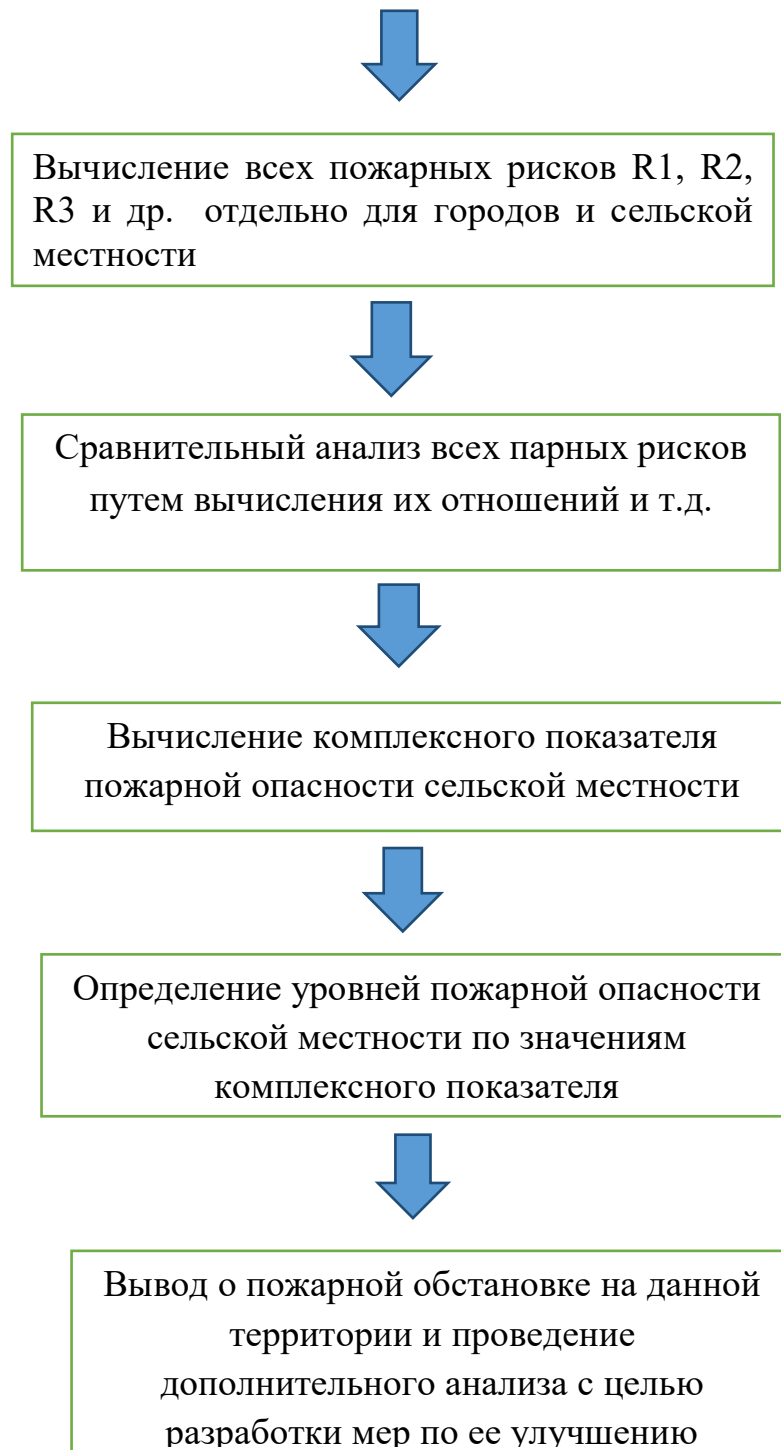 Вычисление всех пожарных рисков R1, R2,
R3 и др. отдельно для городов и сельской
местности
Сравнительный анализ всех парных рисков
путем вычисления их отношений и т.д.
Вычисление комплексного показателя
пожарной опасности сельской местности
Определение уровней пожарной опасности
сельской местности по значениям
комплексного показателя
Вывод о пожарной обстановке на данной
территории и проведение
дополнительного анализа с целью
разработки мер по ее улучшению